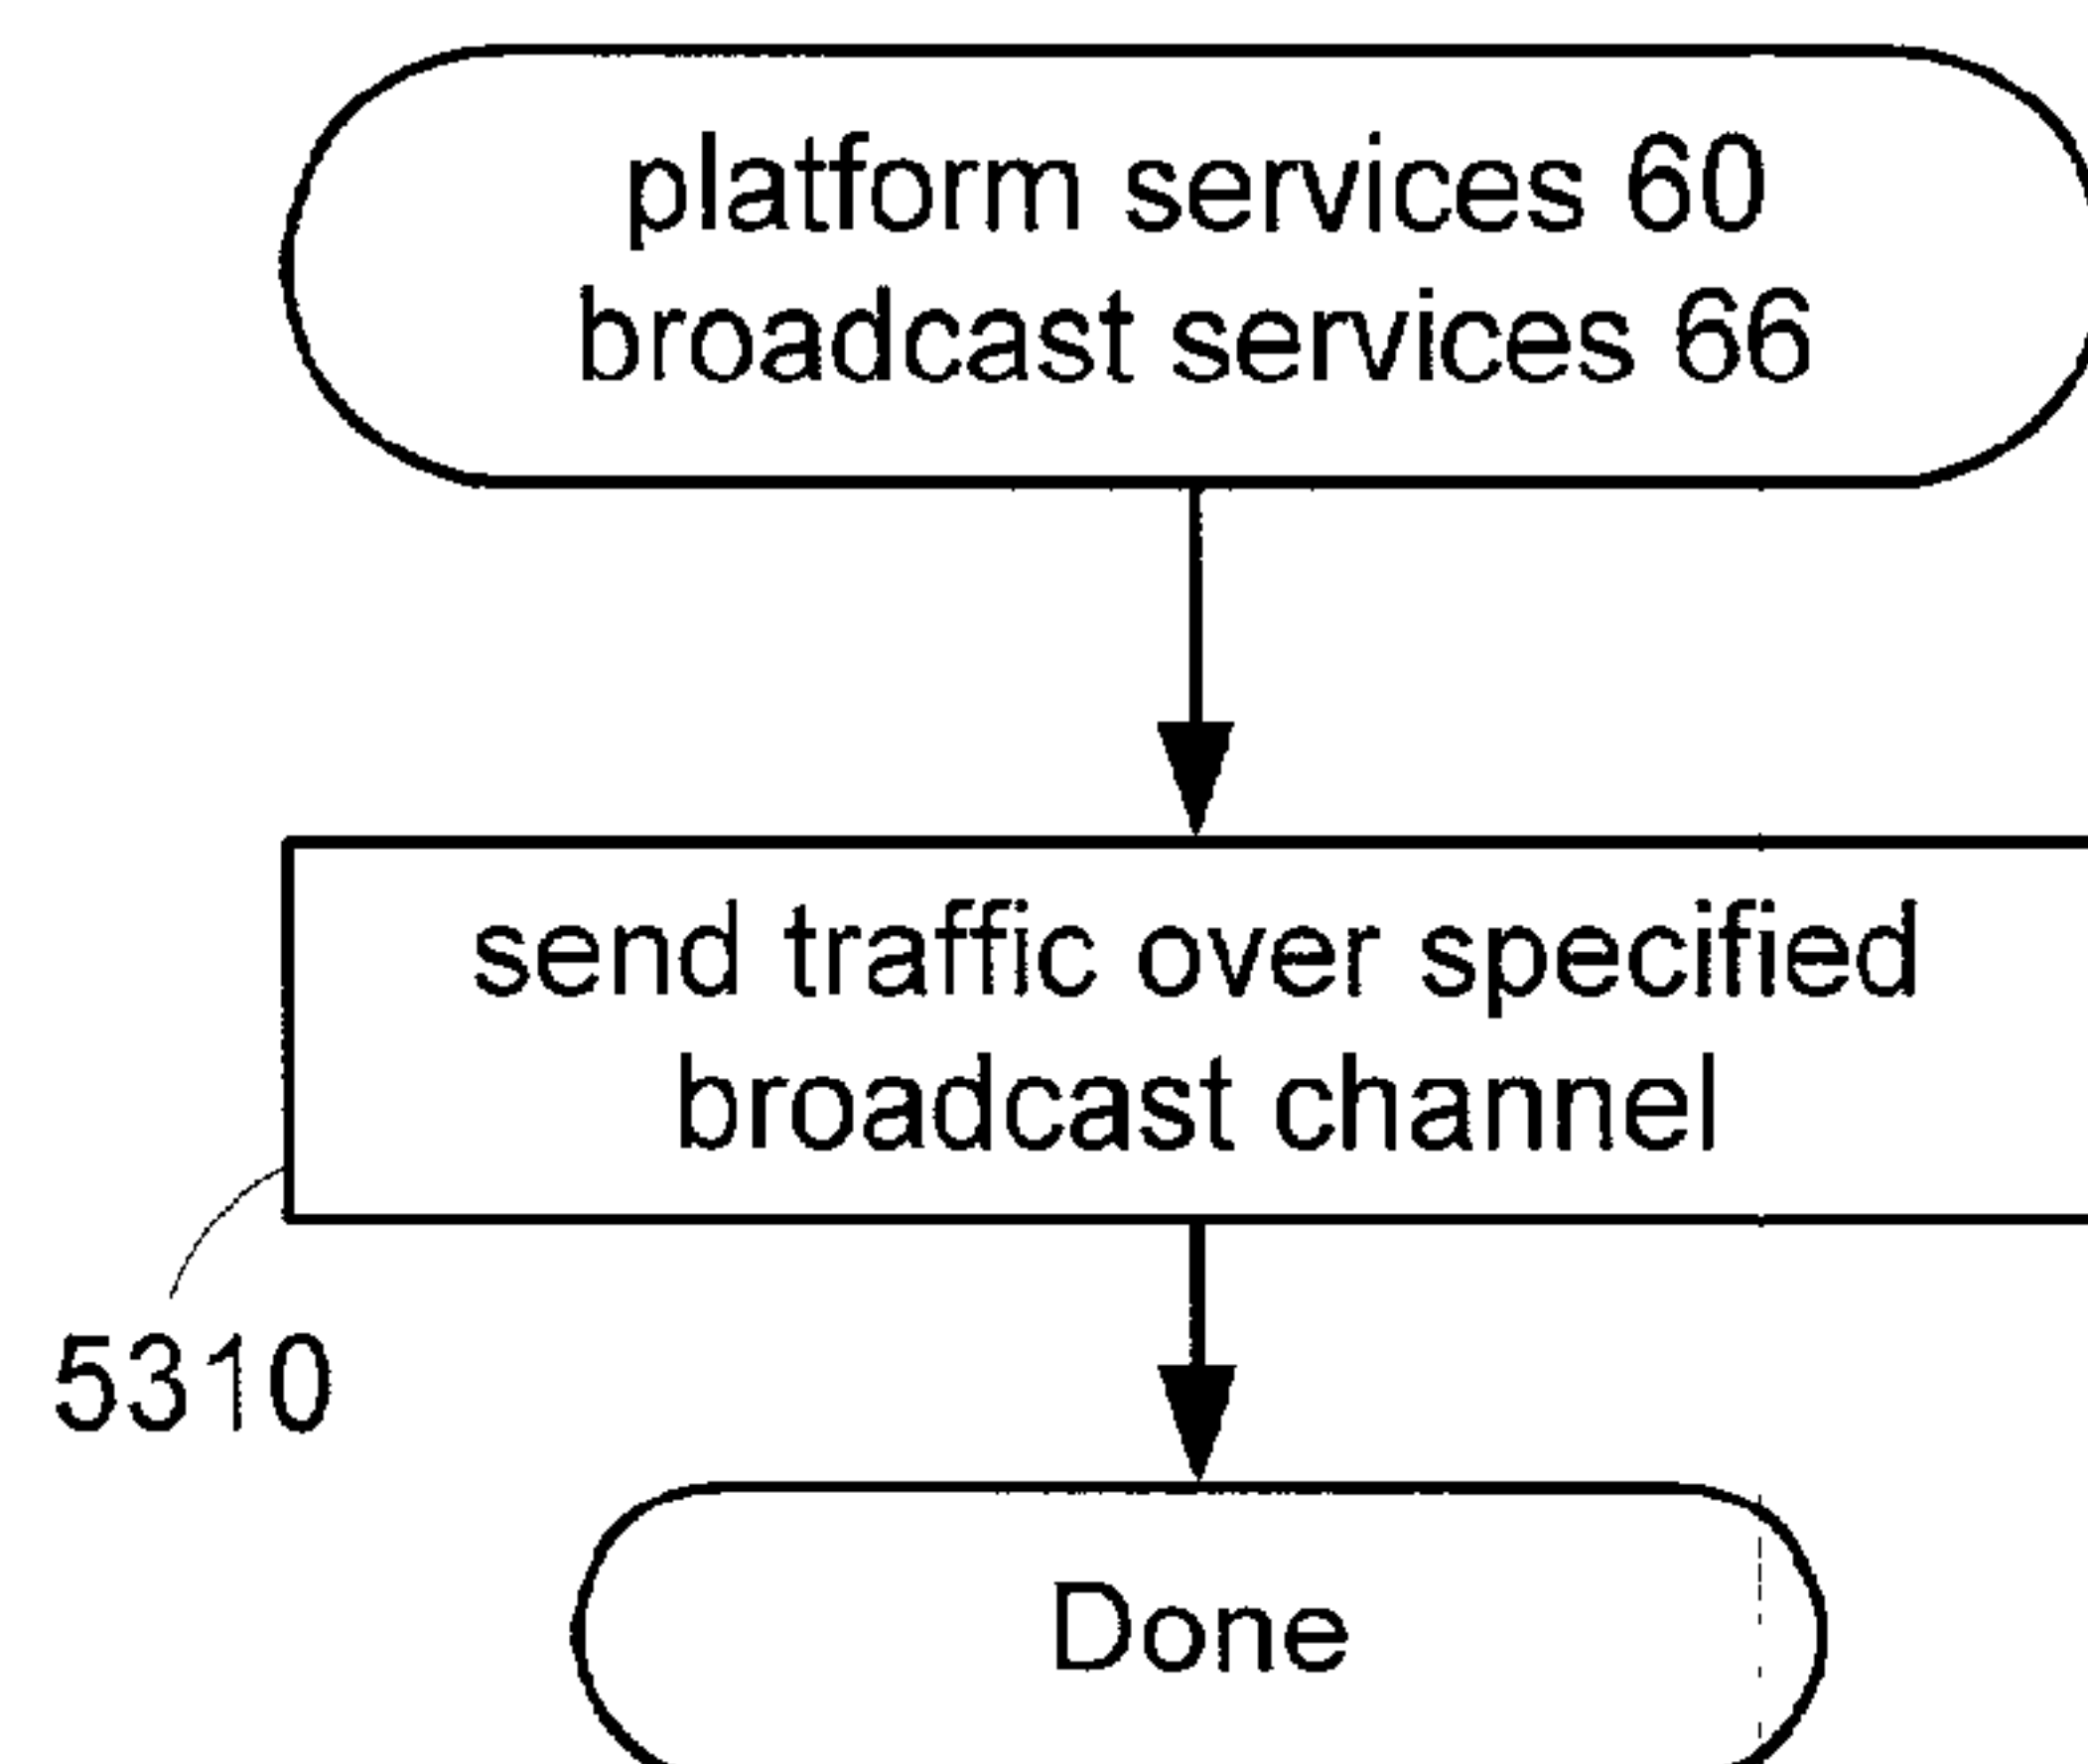 platform services 60
broadcast services 66
send traffic over specified
broadcast channel
5310
Done